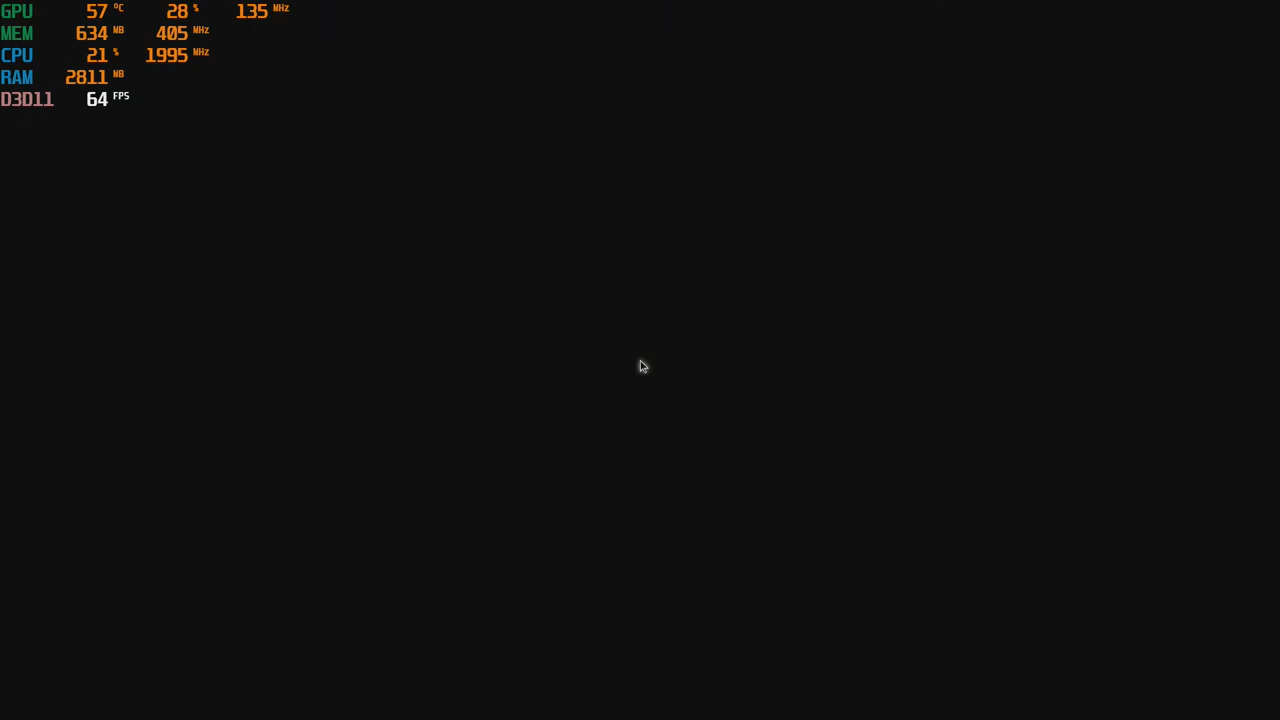 GPU 57 °C 28 % 135 MHz
MEM 634 MB 405 MHz
CPU 21 % 1995 MHz
RAM 2811 MB
D3D11 64 FPS